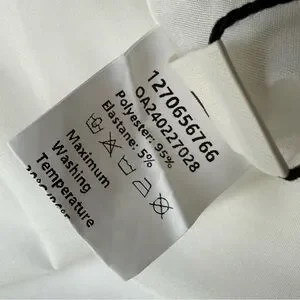 1270656766
OA240227028
Polyester: 95%
Elastane: 5%
Maximum
Washing
Temperature